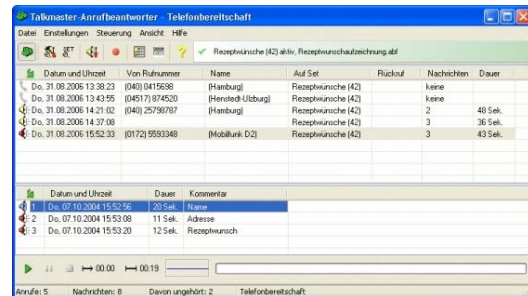 Talkmaster-Anrufbeantworter - Telefonbereitschaft
Datei Einstellungen Steuerung Ansicht Hilfe
Rezeptwünsche (42) aktiv, Rezeptwunschaufzeichnung.abf
Datum und Uhrzeit Von Rufnummer Name Auf Set Rückruf Nachrichten Dauer
Do, 31.08.2006 13:38:23 (040) 0415698 (Hamburg) Rezeptwünsche (42) keine
Do, 31.08.2006 13:43:55 (04517) 874520 (Henstedt-Ulzburg) Rezeptwünsche (42) keine
Do, 31.08.2006 14:21:02 (040) 25798787 (Hamburg) Rezeptwünsche (42) 2 48 Sek.
Do, 31.08.2006 14:37:08 Rezeptwünsche (42) 3 36 Sek.
Do, 31.08.2006 15:52:33 (0172) 5593348 (Mobilfunk D2) Rezeptwünsche (42) 3 43 Sek.
Datum und Uhrzeit Dauer Kommentar
1 Do, 07.10.2004 15:52:56 20 Sek. Name
2 Do, 07.10.2004 15:53:08 11 Sek. Adresse
3 Do, 07.10.2004 15:53:20 12 Sek. Rezeptwunsch
00:00 00:19
Anrufe: 5 Nachrichten: 8 Davon ungehört: 2 Telefonbereitschaft